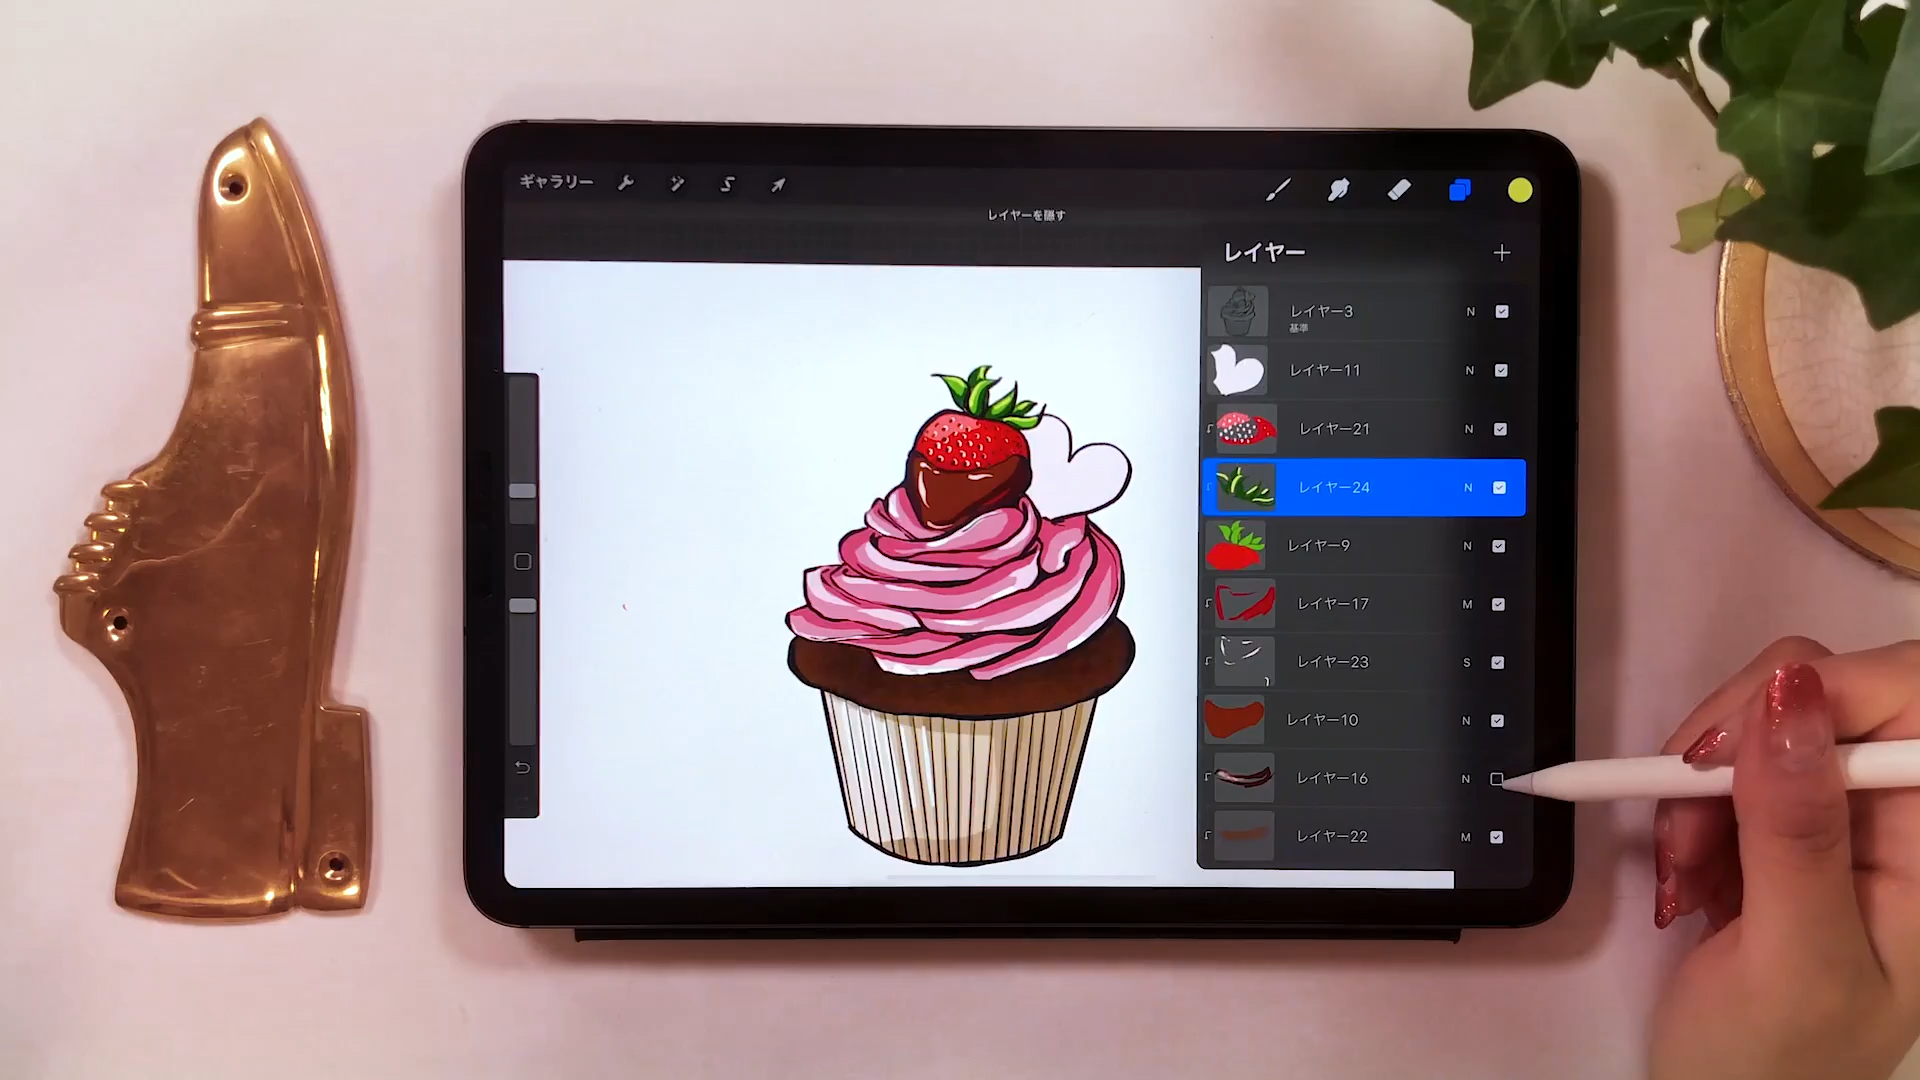 ギャラリー
レイヤーを隠す
レイヤー
レイヤー3 N
基準
レイヤー11 N
レイヤー21 N
レイヤー24 N
レイヤー9 N
レイヤー17 M
レイヤー23 S
レイヤー10 N
レイヤー16 N
レイヤー22 M